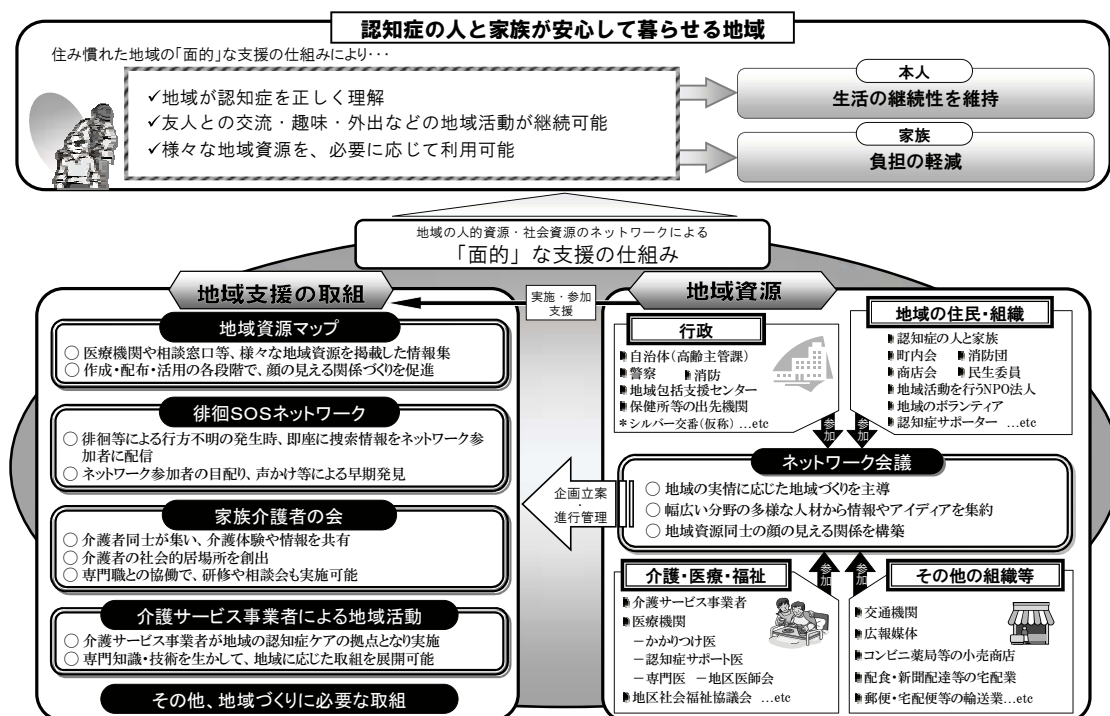 認知症の人と家族が安心して暮らせる地域
住み慣れた地域の「面的」な支援の仕組みにより･･･
✓地域が認知症を正しく理解
✓友人との交流・趣味・外出などの地域活動が継続可能
✓様々な地域資源を、必要に応じて利用可能
本人
生活の継続性を維持
家族
負担の軽減
地域の人的資源・社会資源のネットワークによる
「面的」な支援の仕組み
地域支援の取組
実施・参加
支援
地域資源
地域資源マップ
○ 医療機関や相談窓口等、様々な地域資源を掲載した情報集
○ 作成・配布・活用の各段階で、顔の見える関係づくりを促進
徘徊SOSネットワーク
○ 徘徊等による行方不明の発生時、即座に捜索情報をネットワーク参
加者に配信
○ ネットワーク参加者の目配り、声かけ等による早期発見
家族介護者の会
○ 介護者同士が集い、介護体験や情報を共有
○ 介護者の社会的居場所を創出
○ 専門職との協働で、研修や相談会も実施可能
介護サービス事業者による地域活動
○ 介護サービス事業者が地域の認知症ケアの拠点となり実施
○ 専門知識・技術を生かして、地域に応じた取組を展開可能
その他、地域づくりに必要な取組
企画立案
・
進行管理
行政
自治体（高齢主管課）
警察 消防
地域包括支援センター
保健所等の出先機関
＊シルバー交番（仮称） …etc
地域の住民・組織
認知症の人と家族
町内会 消防団
商店会 民生委員
地域活動を行うNPO法人
地域のボランティア
認知症サポーター …etc
参加
参加
ネットワーク会議
○ 地域の実情に応じた地域づくりを主導
○ 幅広い分野の多様な人材から情報やアイディアを集約
○ 地域資源同士の顔の見える関係を構築
参加
参加
介護・医療・福祉
介護サービス事業者
医療機関
－かかりつけ医
－認知症サポート医
－専門医 －地区医師会
地区社会福祉協議会 …etc
その他の組織等
交通機関
広報媒体
コンビニ薬局等の小売商店
配食・新聞配達等の宅配業
郵便・宅配便等の輸送業…etc